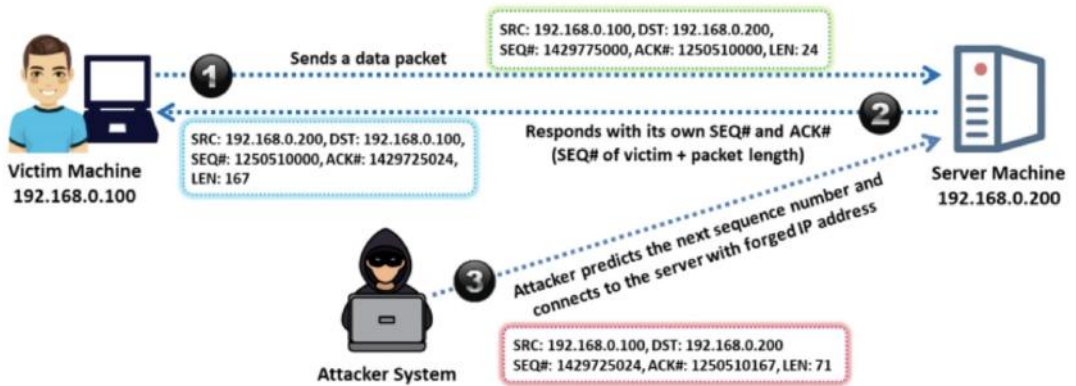 SRC: 192.168.0.100, DST: 192.168.0.200,
SEQ#: 1429775000, ACK#: 1250510000, LEN: 24
1
Sends a data packet
2
Responds with its own SEQ# and ACK#
(SEQ# of victim + packet length)
SRC: 192.168.0.200, DST: 192.168.0.100,
SEQ#: 1250510000, ACK#: 1429725024,
LEN: 167
Victim Machine
192.168.0.100
Server Machine
192.168.0.200
3
Attacker predicts the next sequence number and
connects to the server with forged IP address
SRC: 192.168.0.100, DST: 192.168.0.200
SEQ#: 1429725024, ACK#: 1250510167, LEN: 71
Attacker System